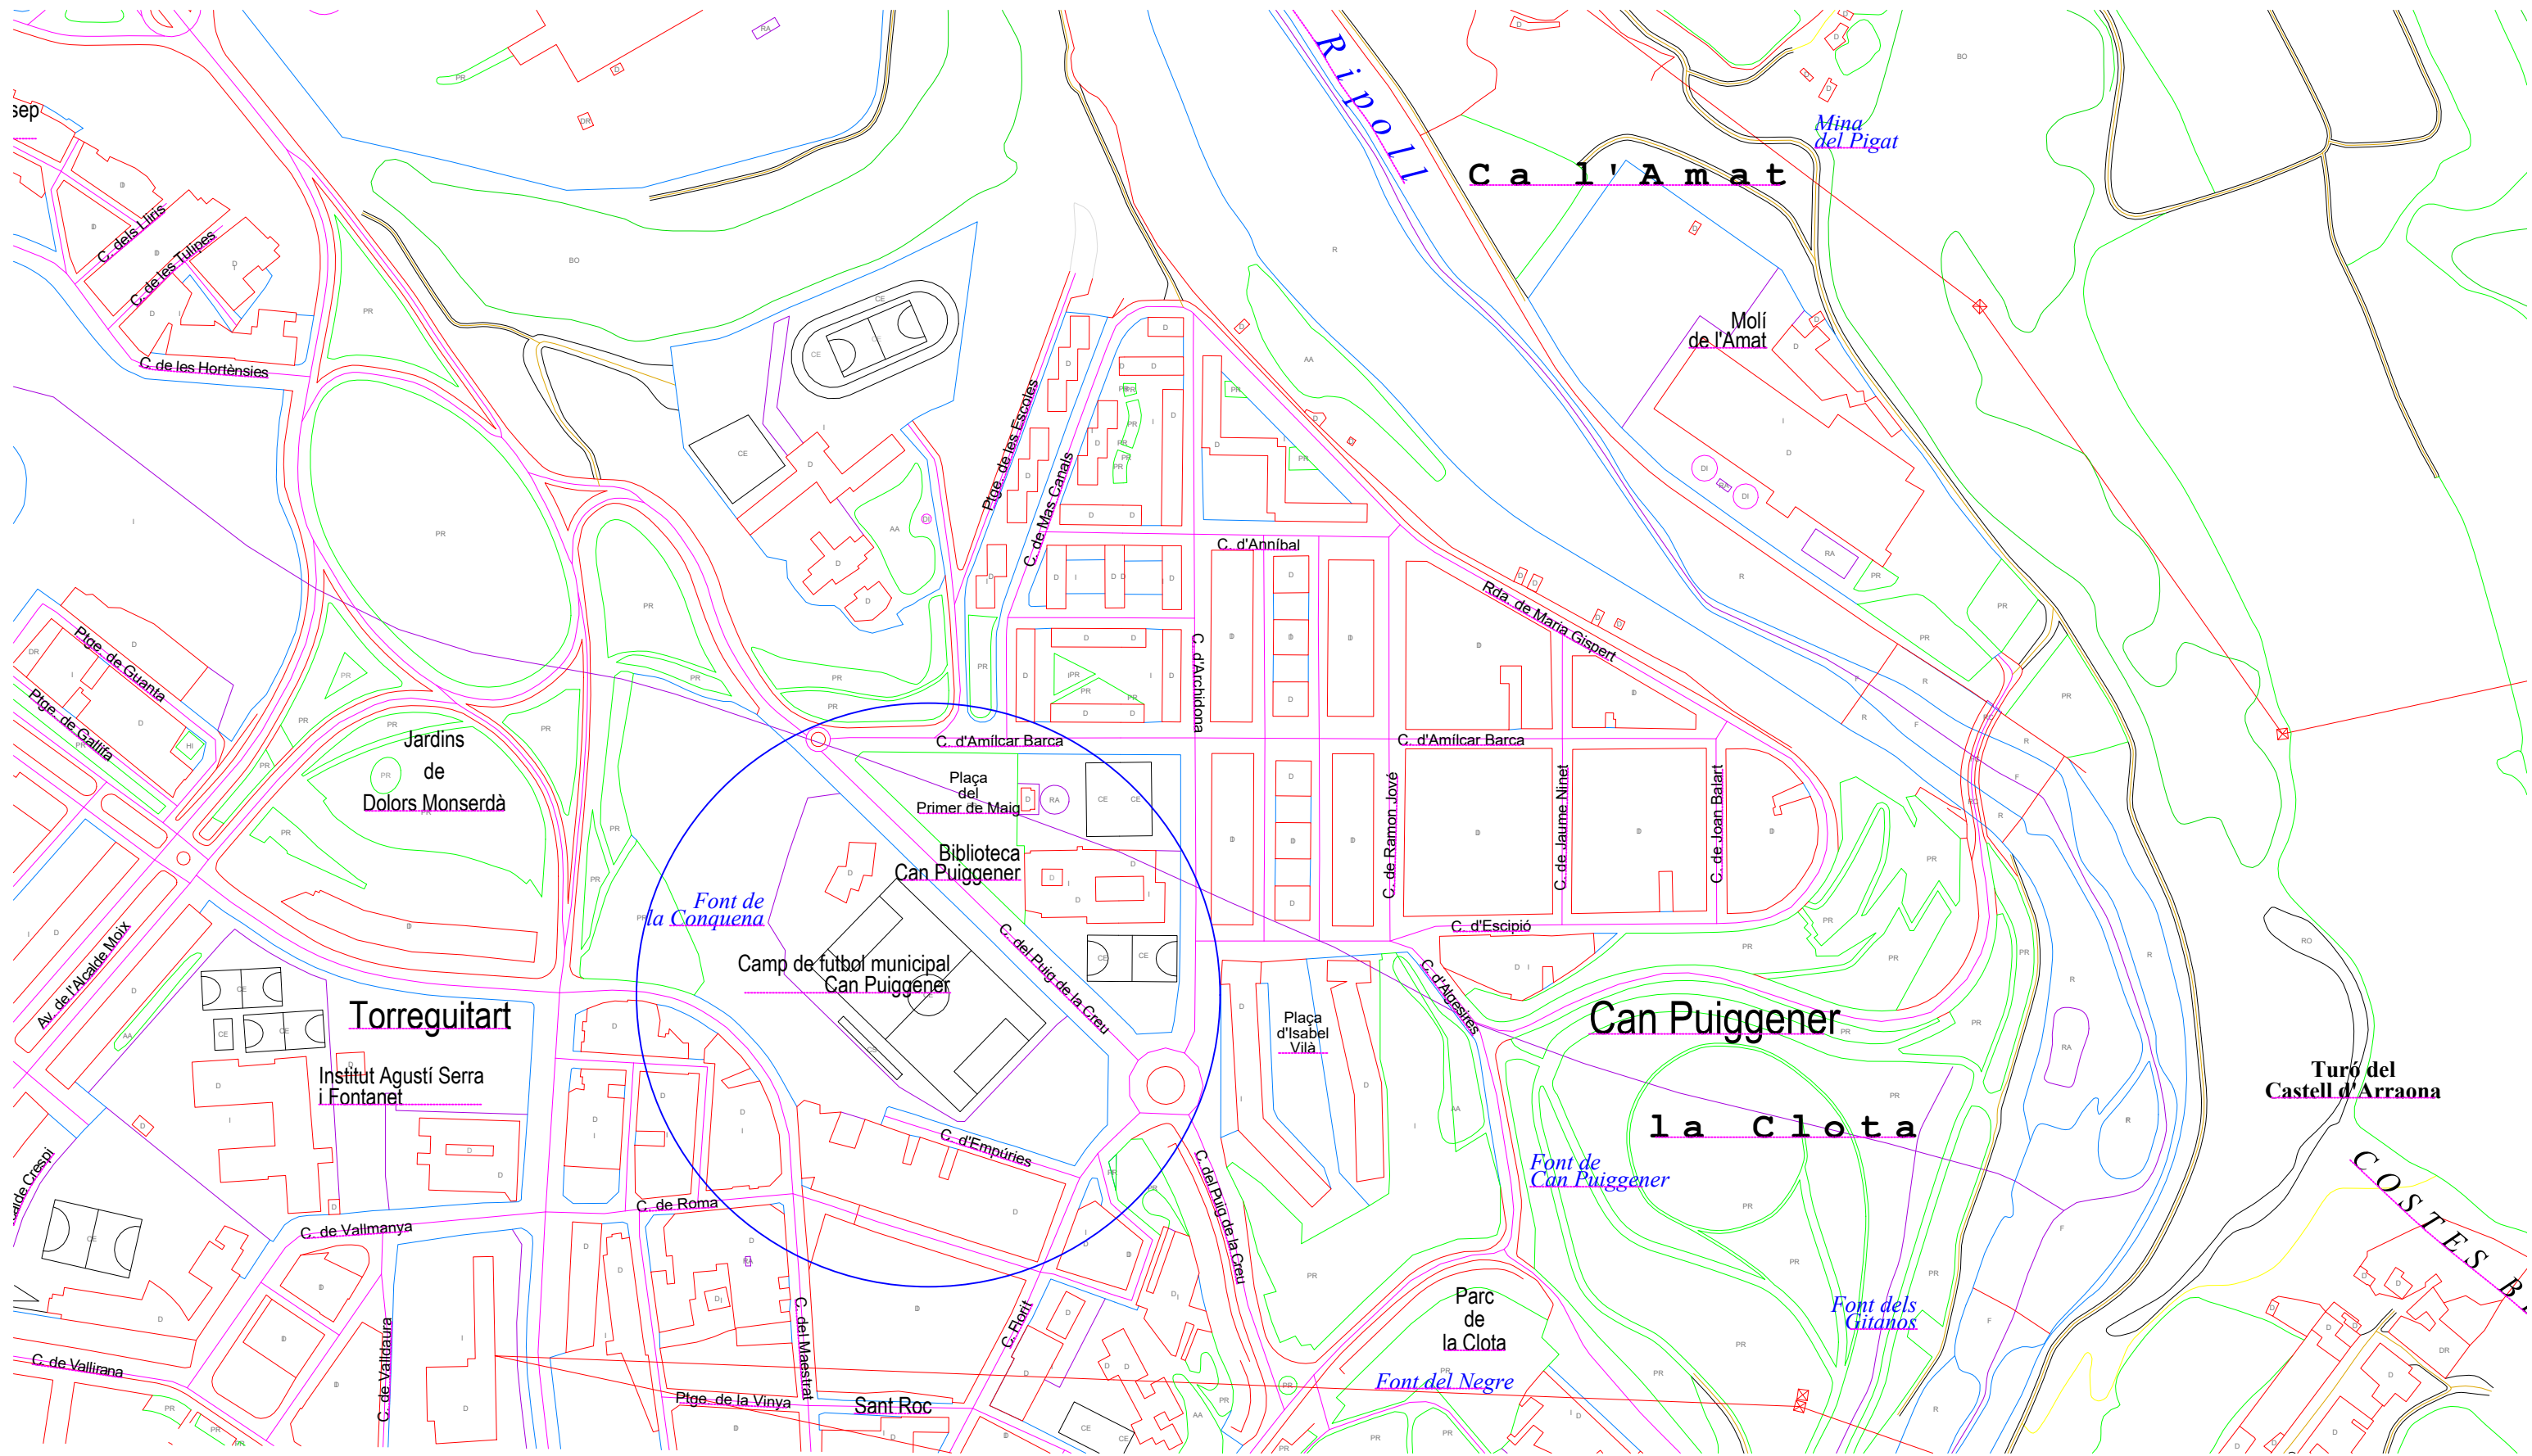 Ripoll
Mina
del Pigat
Ca l'Amat
sep
C. dels Lliris
C. de les Tulipes
C. de les Hortènsies
Molí
de l'Amat
Ptge. de les Escoles
C. de Mas Canals
C. d'Anníbal
Rda. de Maria Gispert
Ptge. de Guanta
Ptge. de Gallifa
C. d'Archidona
Jardins
de
Dolors Monserdà
C. d'Amílcar Barca
C. d'Amílcar Barca
Plaça
del
Primer de Maig
C. de Ramon Jové
C. de Jaume Ninet
C. de Joan Balart
Biblioteca
Can Puiggener
Font de
la Conquena
C. d'Escipió
Av. de l'Alcalde Moix
Camp de futbol municipal
Can Puiggener
C. del Puig de la Creu
C. d'Algesires
Torreguitart
Plaça
d'Isabel
Vilà
Can Puiggener
Institut Agustí Serra
i Fontanet
Turó del
Castell d'Arraona
la Clota
C. d'Empúries
Font de
Can Puiggener
COSTES B
C. de Roma
C. de Vallmanya
C. del Puig de la Creu
Parc
de
la Clota
Font dels
Gitanos
C. Florit
C. del Maestrat
C. de Valldaura
C. de Vallirana
Font del Negre
Ptge. de la Vinya
Sant Roc